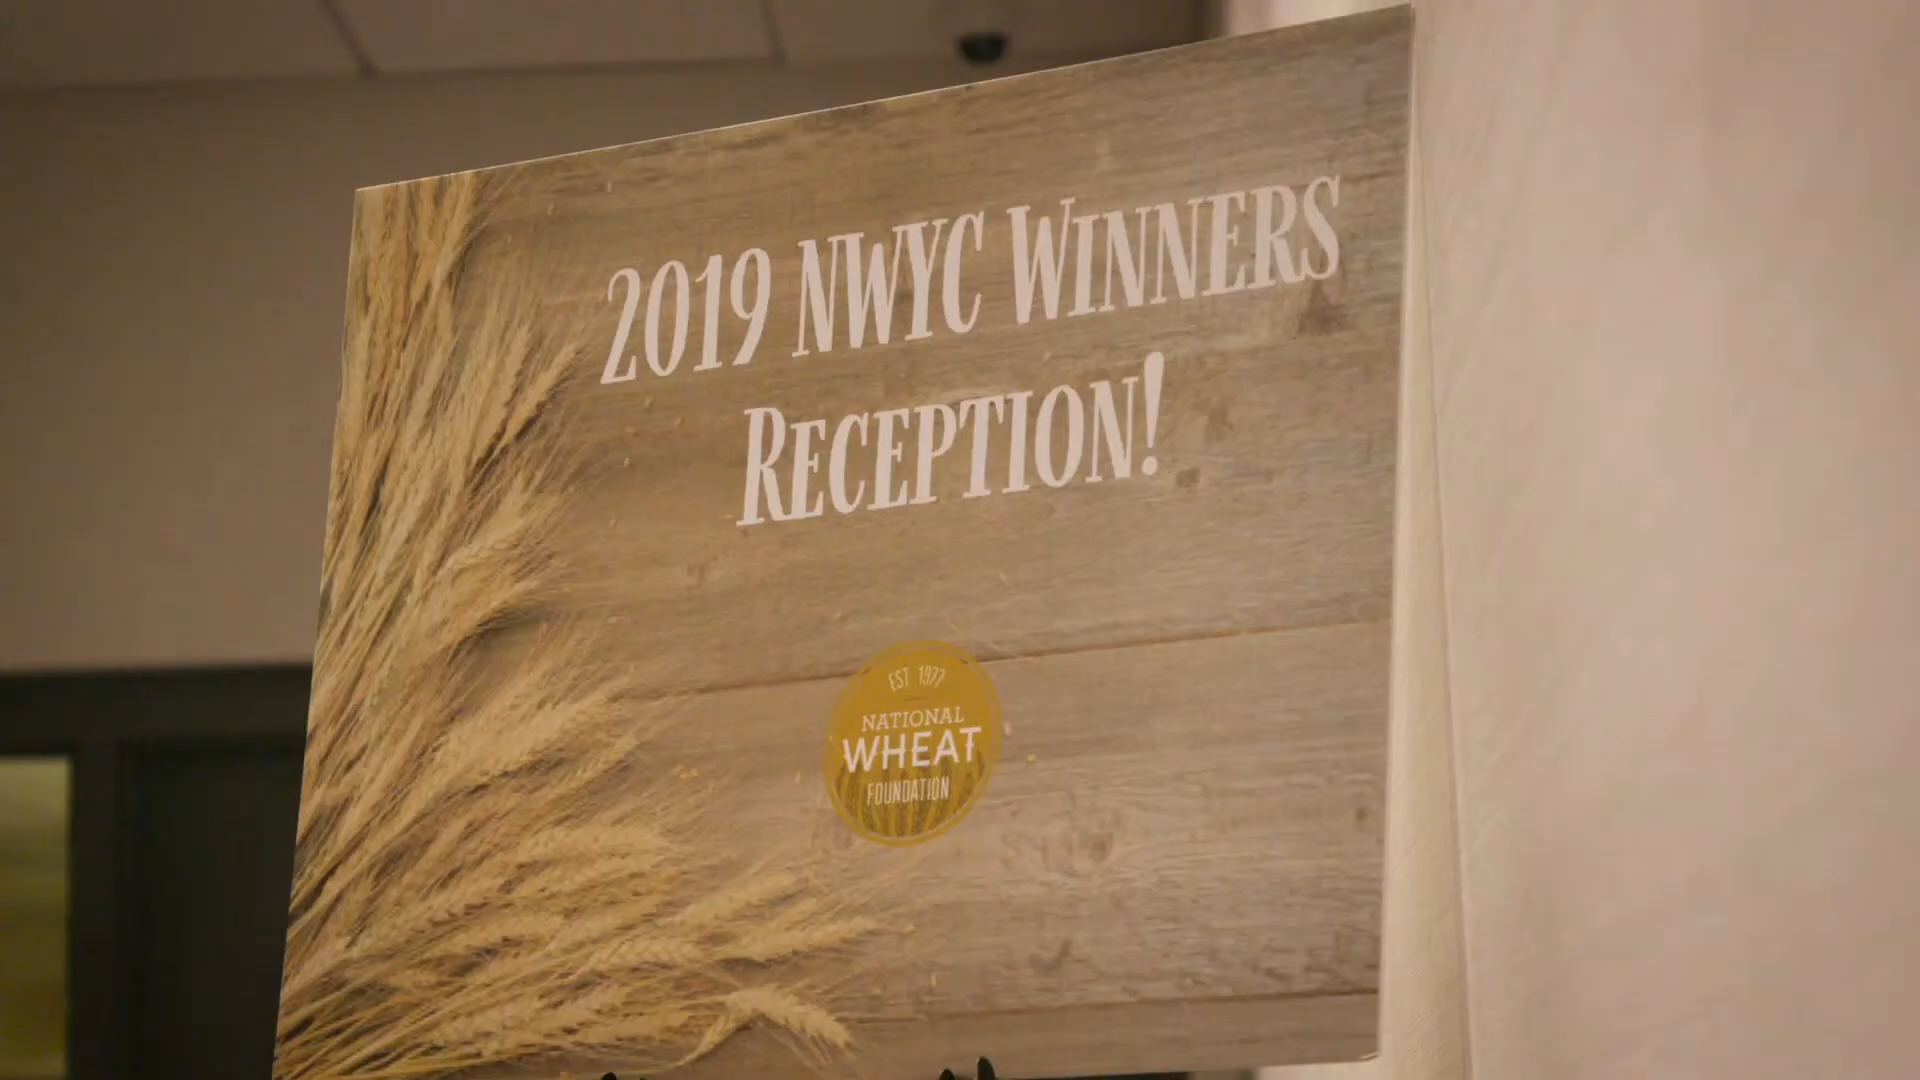 2019 NWYC WINNERS
RECEPTION!
EST 1977
NATIONAL
WHEAT
FOUNDATION